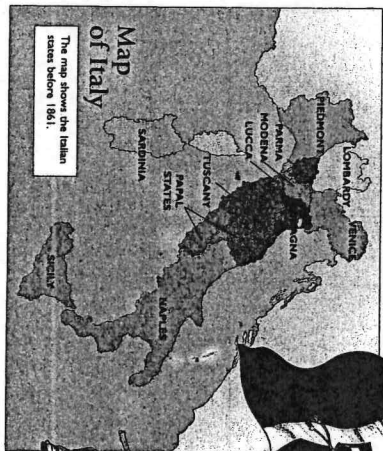 Map
of Italy
The map shows the Italian
states before 1861.
PIEDMONT
LOMBARDY
VENICE
PARMA
MODENA
LUCCA
TUSCANY
PAPAL
STATES
SARDINIA
NAPLES
SICILY